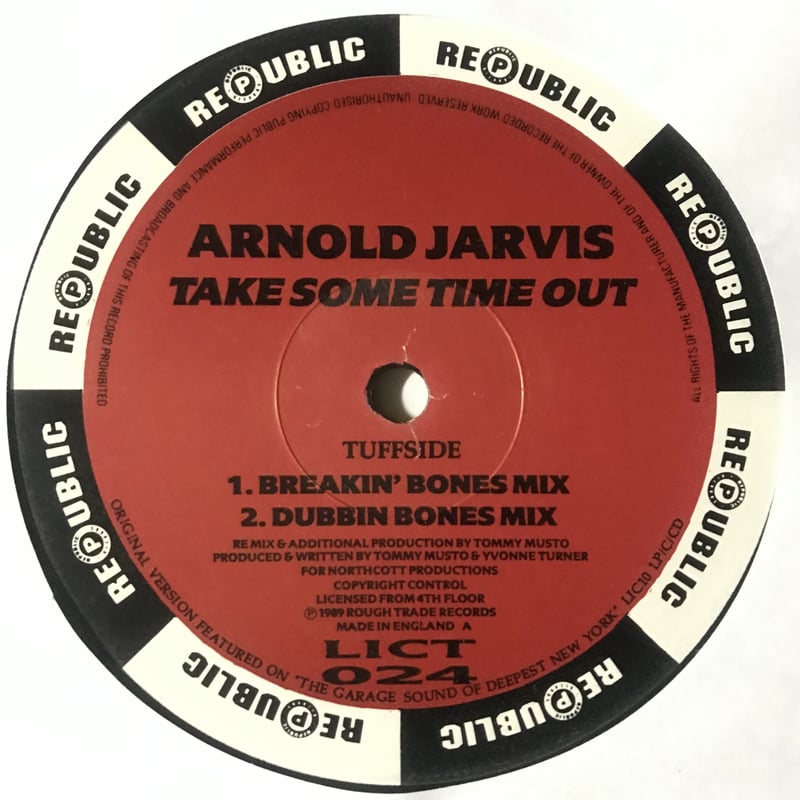 REPUBLIC
REPUBLIC
REPUBLIC
REPUBLIC
REPUBLIC
REPUBLIC
REPUBLIC
REPUBLIC
ALL RIGHTS OF THE MANUFACTURER AND OF THE OWNER OF THE RECORDED WORK RESERVED UNAUTHORISED COPYING PUBLIC PERFORMANCE AND BROADCASTING OF THIS RECORD PROHIBITED
ARNOLD JARVIS
TAKE SOME TIME OUT
TUFFSIDE
1. BREAKIN' BONES MIX
2. DUBBIN BONES MIX
RE MIX & ADDITIONAL PRODUCTION BY TOMMY MUSTO
PRODUCED & WRITTEN BY TOMMY MUSTO & YVONNE TURNER
FOR NORTHCOTT PRODUCTIONS
COPYRIGHT CONTROL
LICENSED FROM 4TH FLOOR
℗ 1989 ROUGH TRADE RECORDS
MADE IN ENGLAND A
LICT
024
ORIGINAL VERSION FEATURED ON "THE GARAGE SOUND OF DEEPEST NEW YORK" LIC10 LP/C/CD